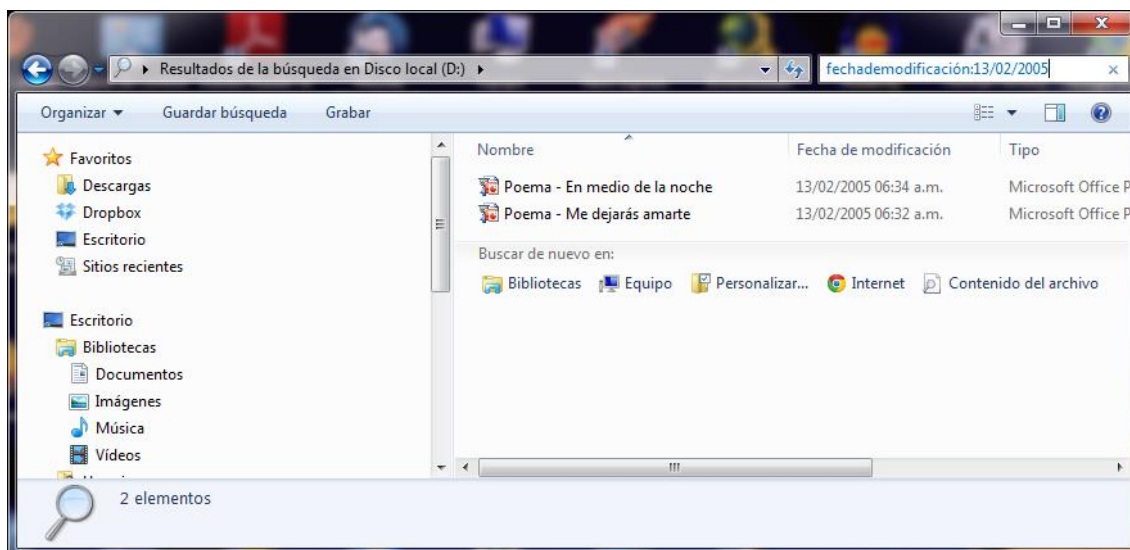 Resultados de la búsqueda en Disco local (D:)
fechademodificación:13/02/2005
Organizar
Guardar búsqueda
Grabar
Favoritos
Descargas
Dropbox
Escritorio
Sitios recientes
Escritorio
Bibliotecas
Documentos
Imágenes
Música
Vídeos
Nombre Fecha de modificación Tipo
Poema - En medio de la noche 13/02/2005 06:34 a.m. Microsoft Office P
Poema - Me dejarás amarte 13/02/2005 06:32 a.m. Microsoft Office P
Buscar de nuevo en:
Bibliotecas Equipo Personalizar... Internet Contenido del archivo
2 elementos